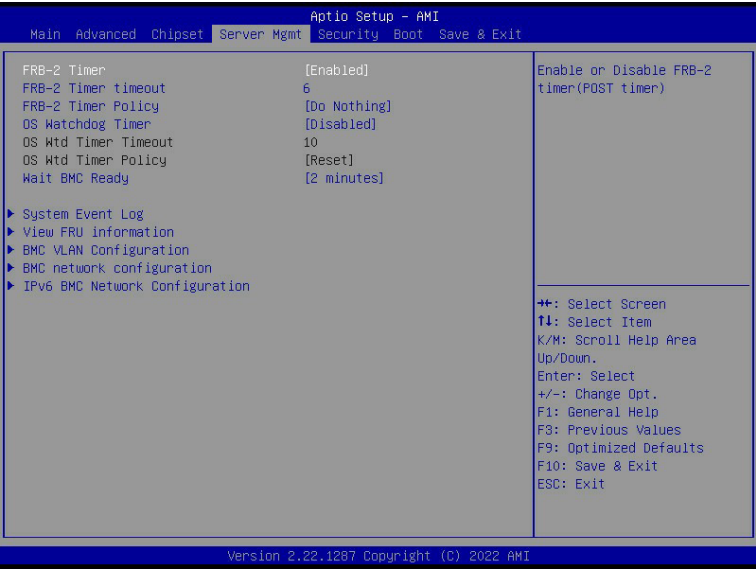 Aptio Setup – AMI
Main Advanced Chipset Server Mgmt Security Boot Save & Exit
FRB-2 Timer [Enabled]
FRB-2 Timer timeout 6
FRB-2 Timer Policy [Do Nothing]
OS Watchdog Timer [Disabled]
OS Wtd Timer Timeout 10
OS Wtd Timer Policy [Reset]
Wait BMC Ready [2 minutes]
System Event Log
View FRU information
BMC VLAN Configuration
BMC network configuration
IPv6 BMC Network Configuration
Enable or Disable FRB-2
timer(POST timer)
→←: Select Screen
↑↓: Select Item
K/M: Scroll Help Area
Up/Down.
Enter: Select
+/-: Change Opt.
F1: General Help
F3: Previous Values
F9: Optimized Defaults
F10: Save & Exit
ESC: Exit
Version 2.22.1287 Copyright (C) 2022 AMI